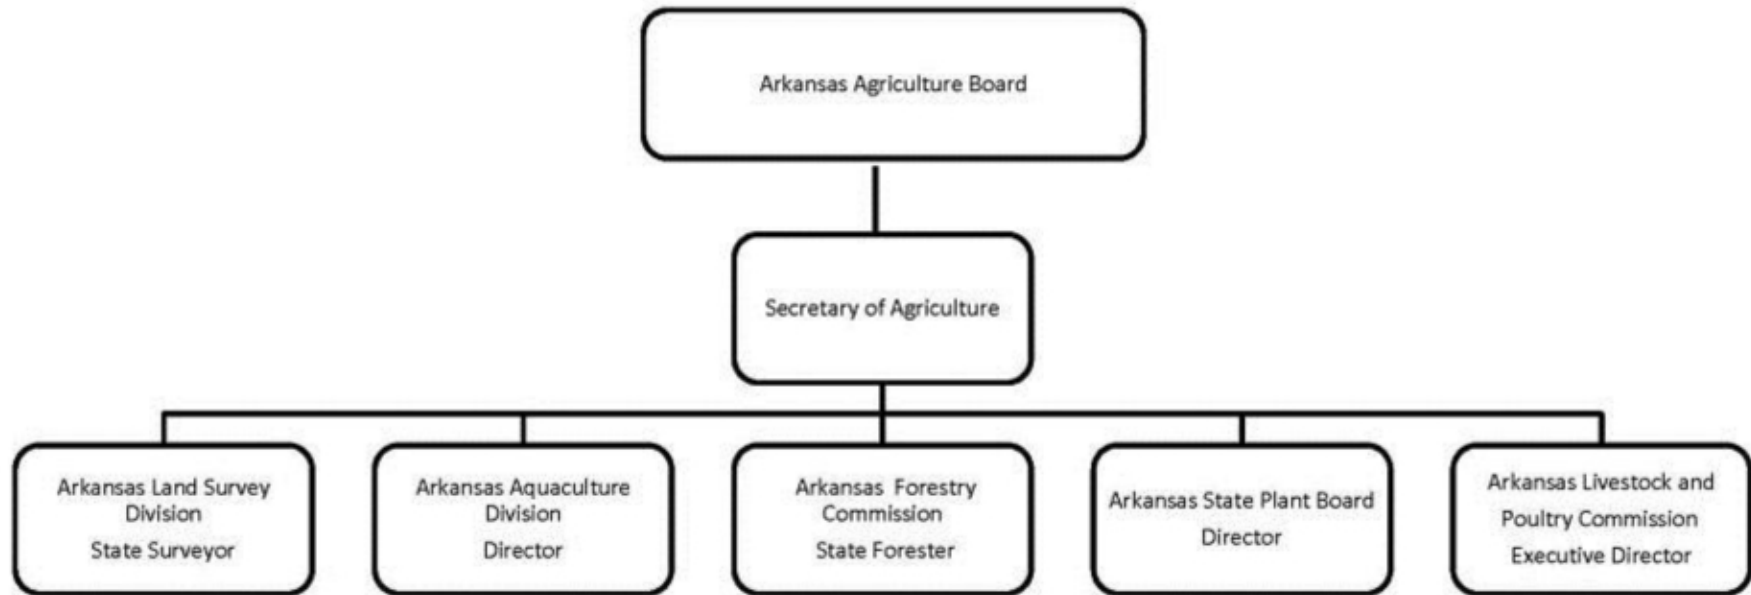 Arkansas Agriculture Board
Secretary of Agriculture
Arkansas Land Survey
Division
State Surveyor
Arkansas Aquaculture
Division
Director
Arkansas Forestry
Commission
State Forester
Arkansas State Plant Board
Director
Arkansas Livestock and
Poultry Commission
Executive Director